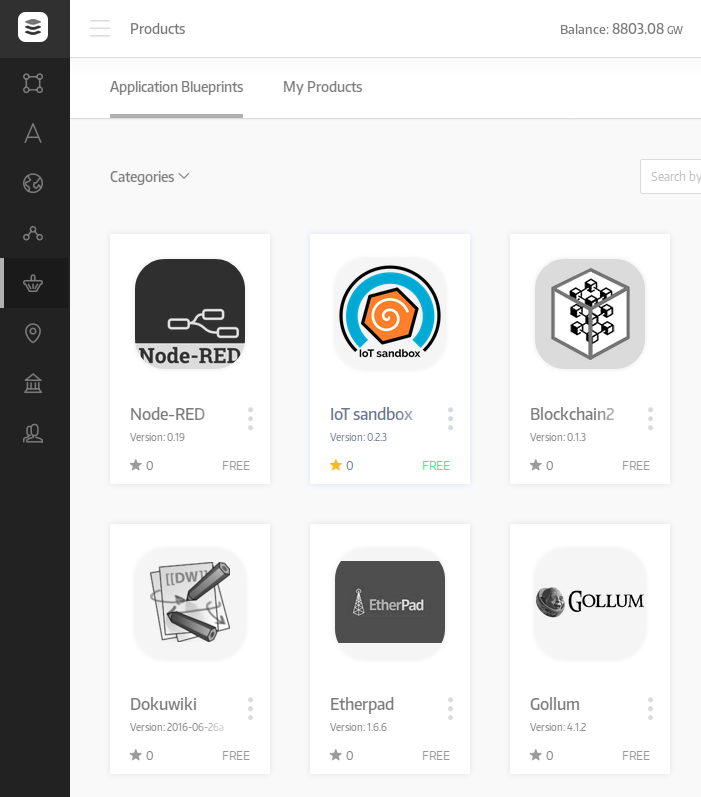 Products
Balance: 8803.08 GW
Application Blueprints
My Products
Categories
Search by
Node-RED
IoT sandbox
Node-RED
IoT sandbox
Blockchain2
Version: 0.19
Version: 0.2.3
Version: 0.1.3
0 FREE
0 FREE
0 FREE
[[DW]]
EtherPad
GOLLUM
Dokuwiki
Etherpad
Gollum
Version: 2016-06-26a
Version: 1.6.6
Version: 4.1.2
0 FREE
0 FREE
0 FREE